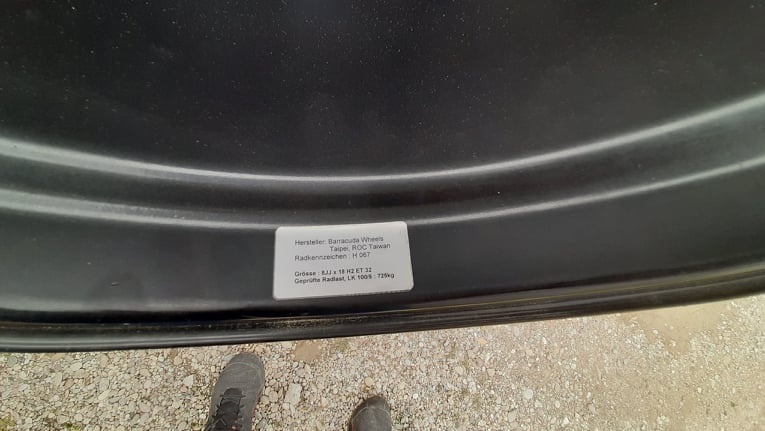 Hersteller: Barracuda Wheels
Taipei, ROC Taiwan
Radkennzeichen : H 067
Grösse : 8JJ x 18 H2 ET 32
Geprüfte Radlast, LK 100/5 : 725kg